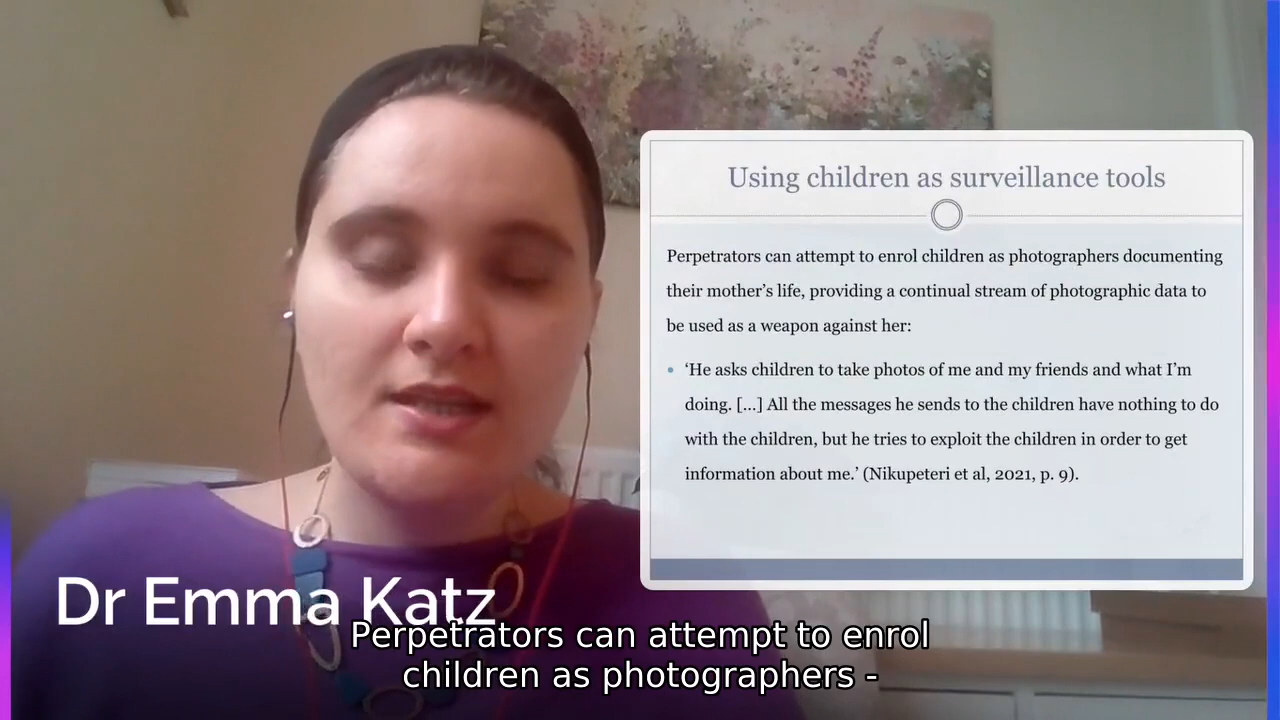 Using children as surveillance tools
Perpetrators can attempt to enrol children as photographers documenting
their mother’s life, providing a continual stream of photographic data to
be used as a weapon against her:
• ‘He asks children to take photos of me and my friends and what I’m
doing. […] All the messages he sends to the children have nothing to do
with the children, but he tries to exploit the children in order to get
information about me.’ (Nikupeteri et al, 2021, p. 9).
Dr Emma Katz
Perpetrators can attempt to enrol
children as photographers -